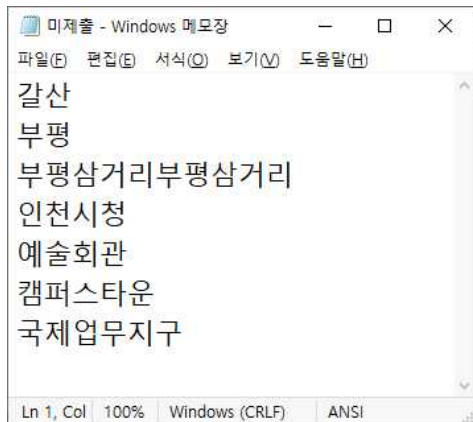 미제출 - Windows 메모장
파일(F) 편집(E) 서식(O) 보기(V) 도움말(H)
갈산
부평
부평삼거리부평삼거리
인천시청
예술회관
캠퍼스타운
국제업무지구
Ln 1, Col 100% Windows (CRLF) ANSI